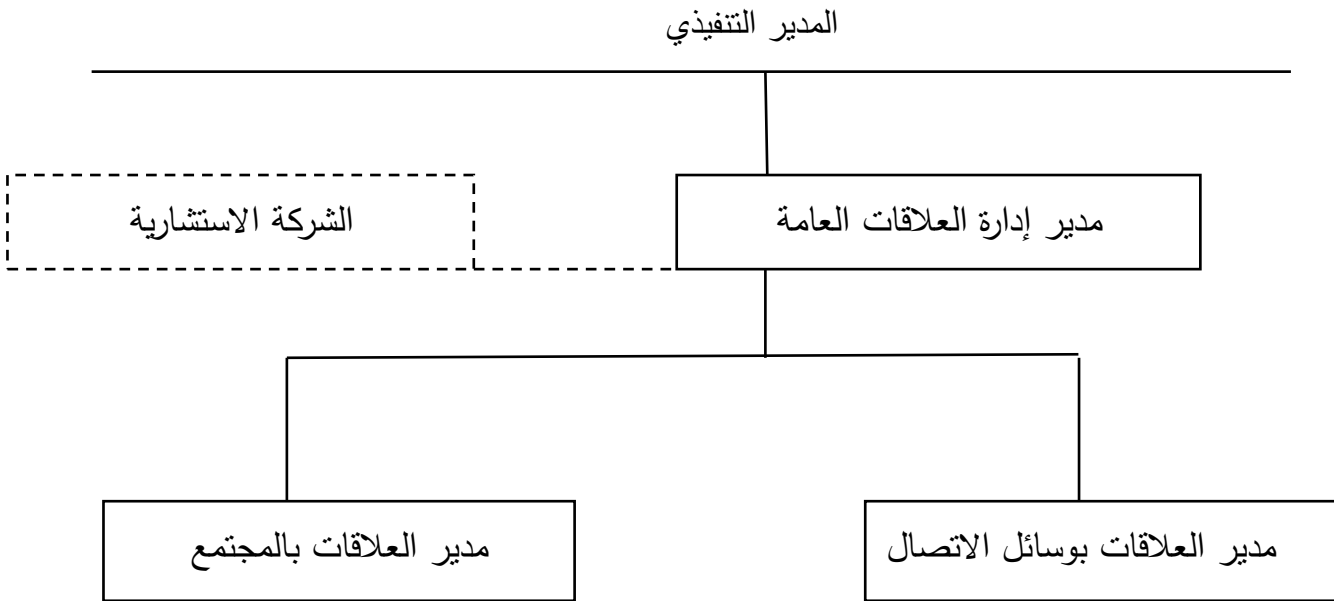 المدير التنفيذي
مدير إدارة العلاقات العامة
الشركة الاستشارية
مدير العلاقات بوسائل الاتصال
مدير العلاقات بالمجتمع